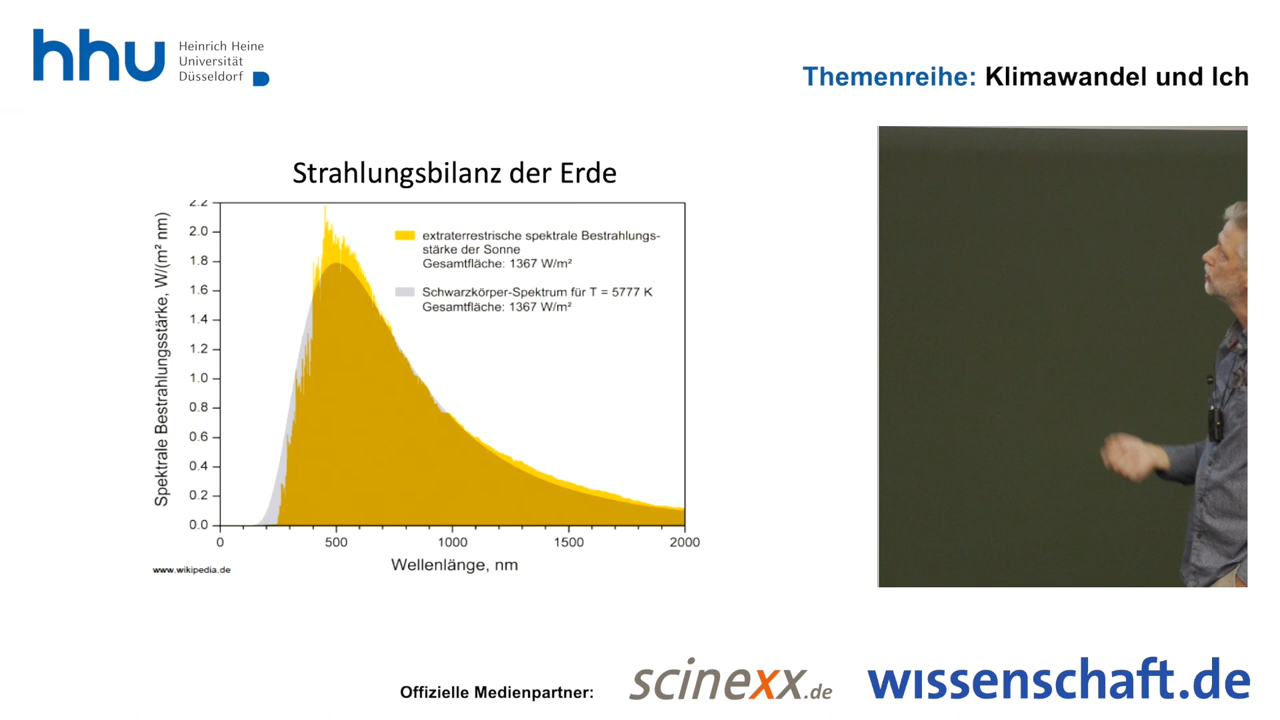 hhu Heinrich Heine
Universität
Düsseldorf
Themenreihe: Klimawandel und Ich
Strahlungsbilanz der Erde
Spektrale Bestrahlungsstärke, W/(m² nm)
2.2
2.0
1.8
1.6
1.4
1.2
1.0
0.8
0.6
0.4
0.2
0.0
extraterrestrische spektrale Bestrahlungs-
stärke der Sonne
Gesamtfläche: 1367 W/m²
Schwarzkörper-Spektrum für T = 5777 K
Gesamtfläche: 1367 W/m²
0 500 1000 1500 2000
Wellenlänge, nm
www.wikipedia.de
Offizielle Medienpartner: scinexx.de wissenschaft.de